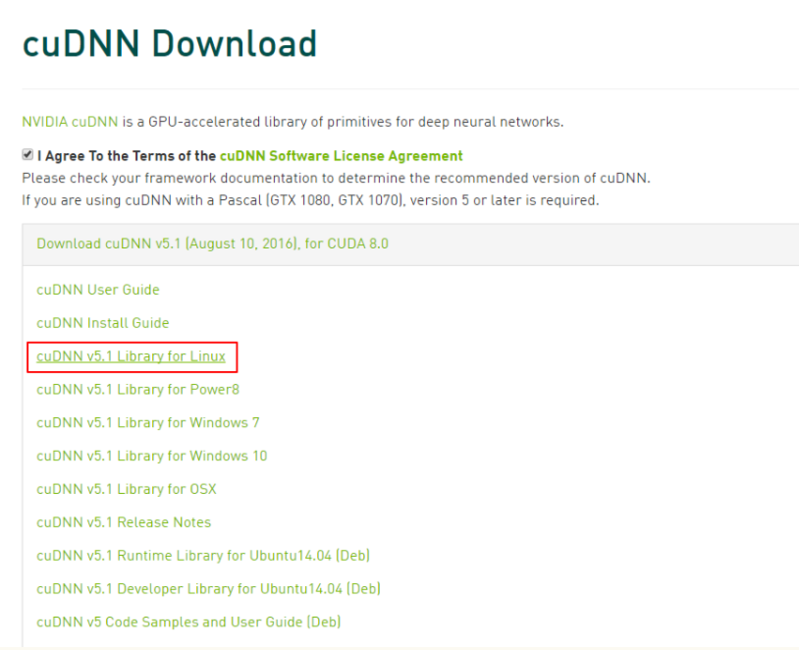 cuDNN Download
NVIDIA cuDNN is a GPU-accelerated library of primitives for deep neural networks.
I Agree To the Terms of the cuDNN Software License Agreement
Please check your framework documentation to determine the recommended version of cuDNN.
If you are using cuDNN with a Pascal (GTX 1080, GTX 1070), version 5 or later is required.
Download cuDNN v5.1 (August 10, 2016), for CUDA 8.0
cuDNN User Guide
cuDNN Install Guide
cuDNN v5.1 Library for Linux
cuDNN v5.1 Library for Power8
cuDNN v5.1 Library for Windows 7
cuDNN v5.1 Library for Windows 10
cuDNN v5.1 Library for OSX
cuDNN v5.1 Release Notes
cuDNN v5.1 Runtime Library for Ubuntu14.04 (Deb)
cuDNN v5.1 Developer Library for Ubuntu14.04 (Deb)
cuDNN v5 Code Samples and User Guide (Deb)